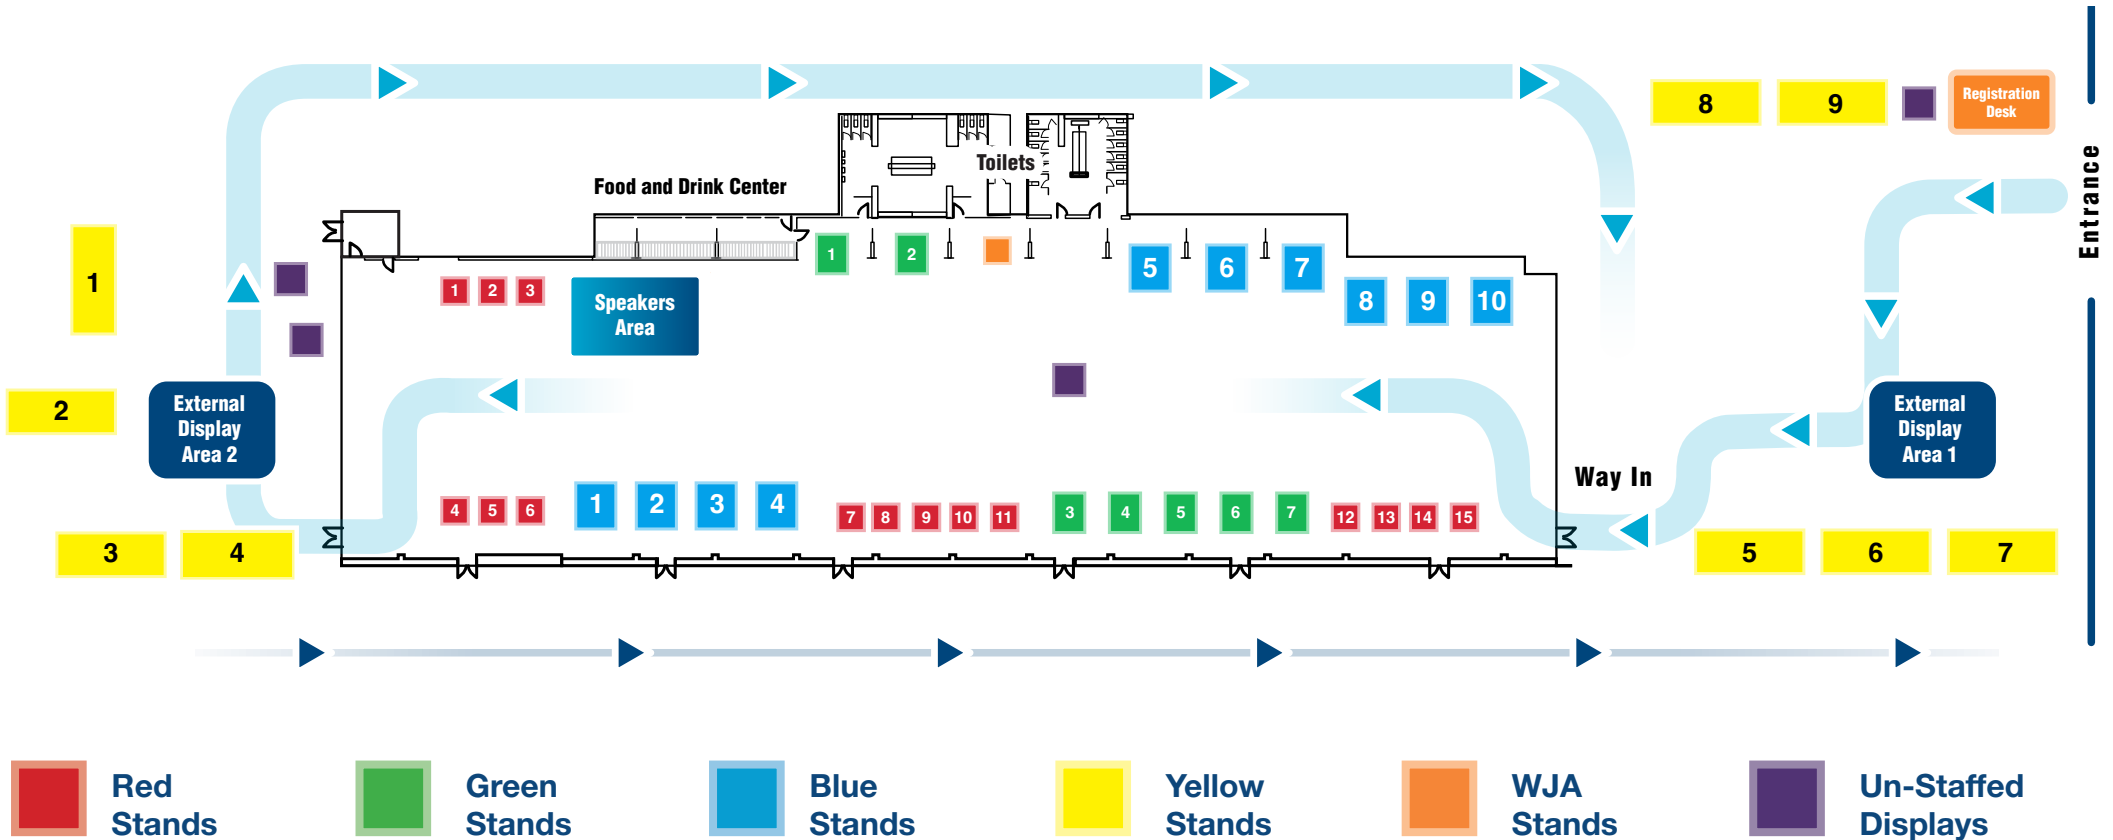 8
9
Registration
Desk
Entrance
Toilets
Food and Drink Center
1
1
2
5
6
7
1
2
3
Speakers
Area
8
9
10
2
External
Display
Area 2
External
Display
Area 1
Way In
4
5
6
1
2
3
4
7
8
9
10
11
3
4
5
6
7
12
13
14
15
3
4
5
6
7
Red
Stands
Green
Stands
Blue
Stands
Yellow
Stands
WJA
Stands
Un-Staffed
Displays